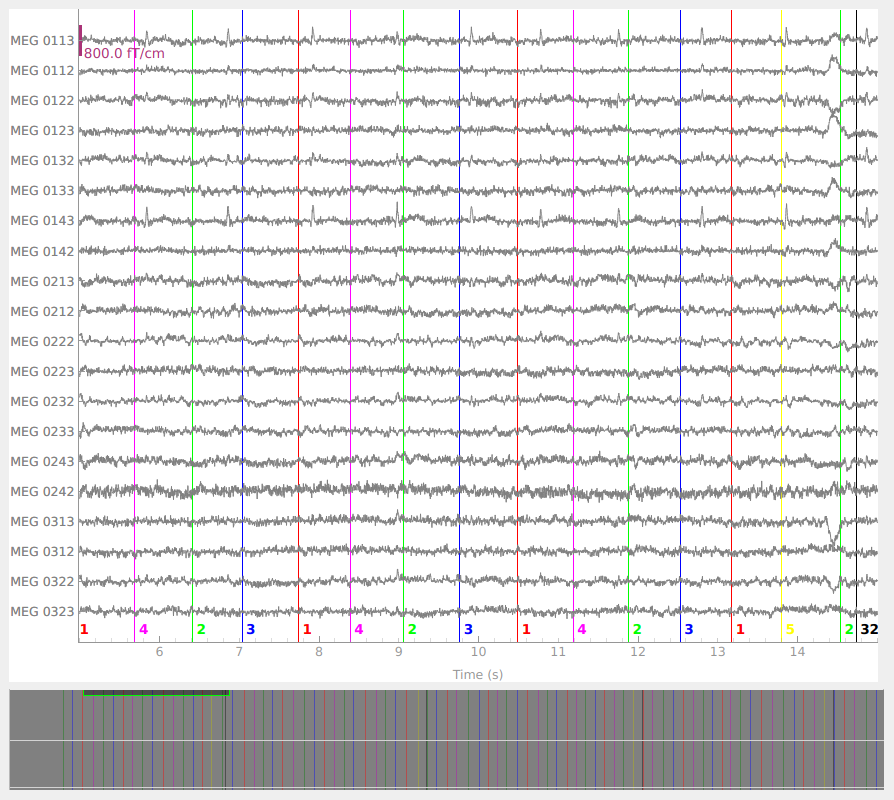 MEG 0113
800.0 fT/cm
MEG 0112
MEG 0122
MEG 0123
MEG 0132
MEG 0133
MEG 0143
MEG 0142
MEG 0213
MEG 0212
MEG 0222
MEG 0223
MEG 0232
MEG 0233
MEG 0243
MEG 0242
MEG 0313
MEG 0312
MEG 0322
MEG 0323
1 4 2 3 1 4 2 3 1 4 2 3 1 5 2 32
6 7 8 9 10 11 12 13 14
Time (s)